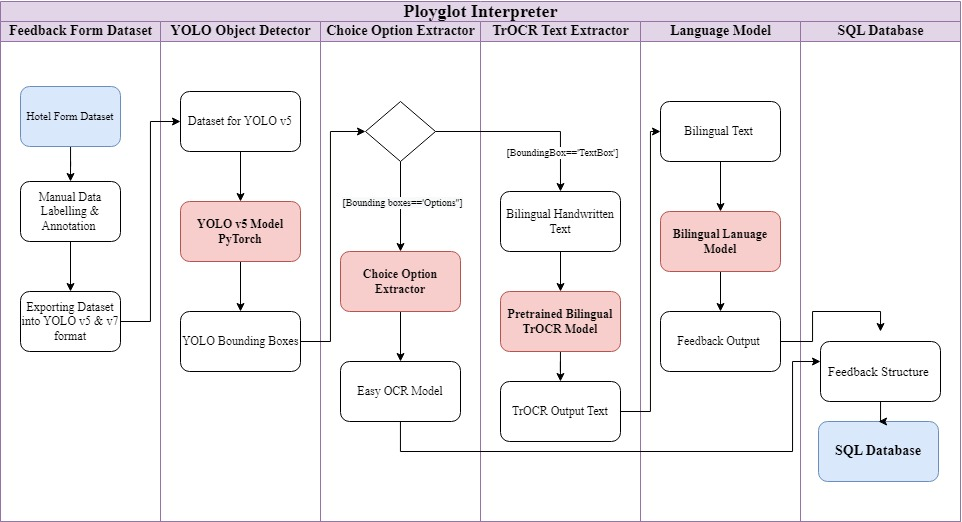 Ployglot Interpreter
Feedback Form Dataset
YOLO Object Detector
Choice Option Extractor
TrOCR Text Extractor
Language Model
SQL Database
Hotel Form Dataset
Manual Data
Labelling &
Annotation
Exporting Dataset
into YOLO v5 & v7
format
Dataset for YOLO v5
YOLO v5 Model
PyTorch
YOLO Bounding Boxes
[Bounding boxes=='Options"]
Choice Option
Extractor
Easy OCR Model
[BoundingBox=='TextBox']
Bilingual Handwritten
Text
Pretrained Bilingual
TrOCR Model
TrOCR Output Text
Bilingual Text
Bilingual Lanuage
Model
Feedback Output
Feedback Structure
SQL Database